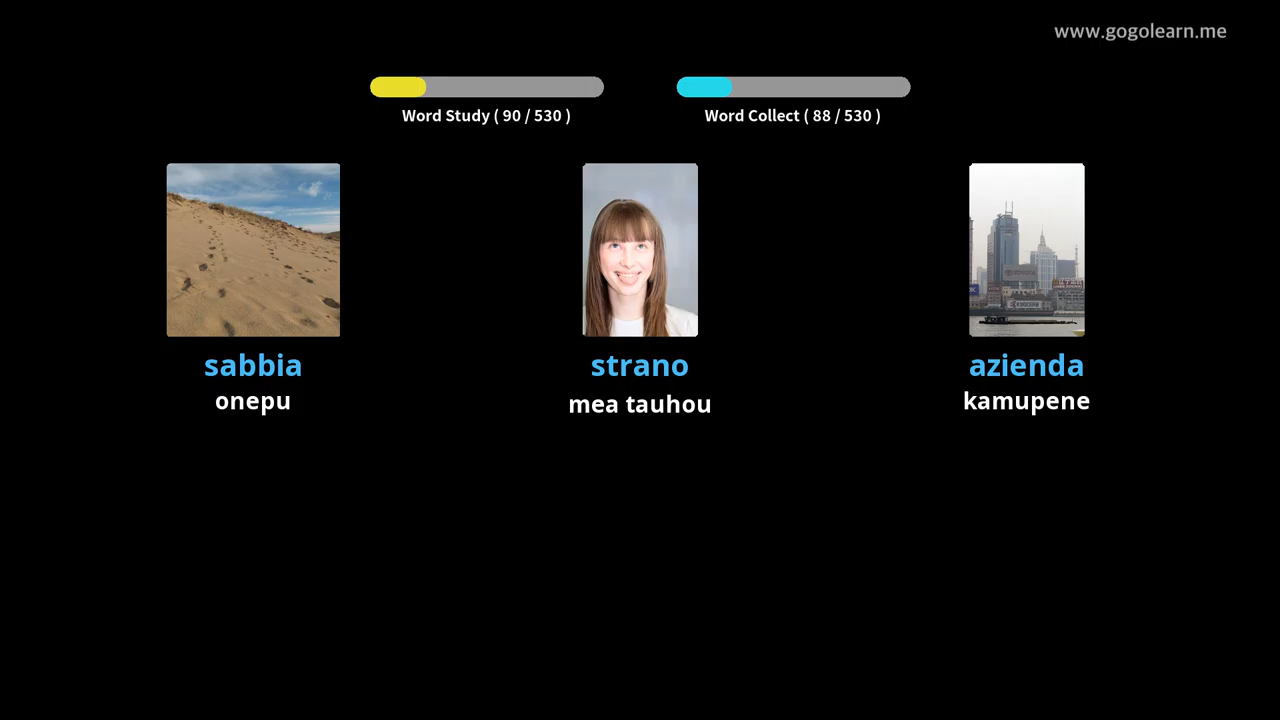 www.gogolearn.me
Word Study ( 90 / 530 )
Word Collect ( 88 / 530 )
sabbia
onepu
strano
mea tauhou
azienda
kamupene